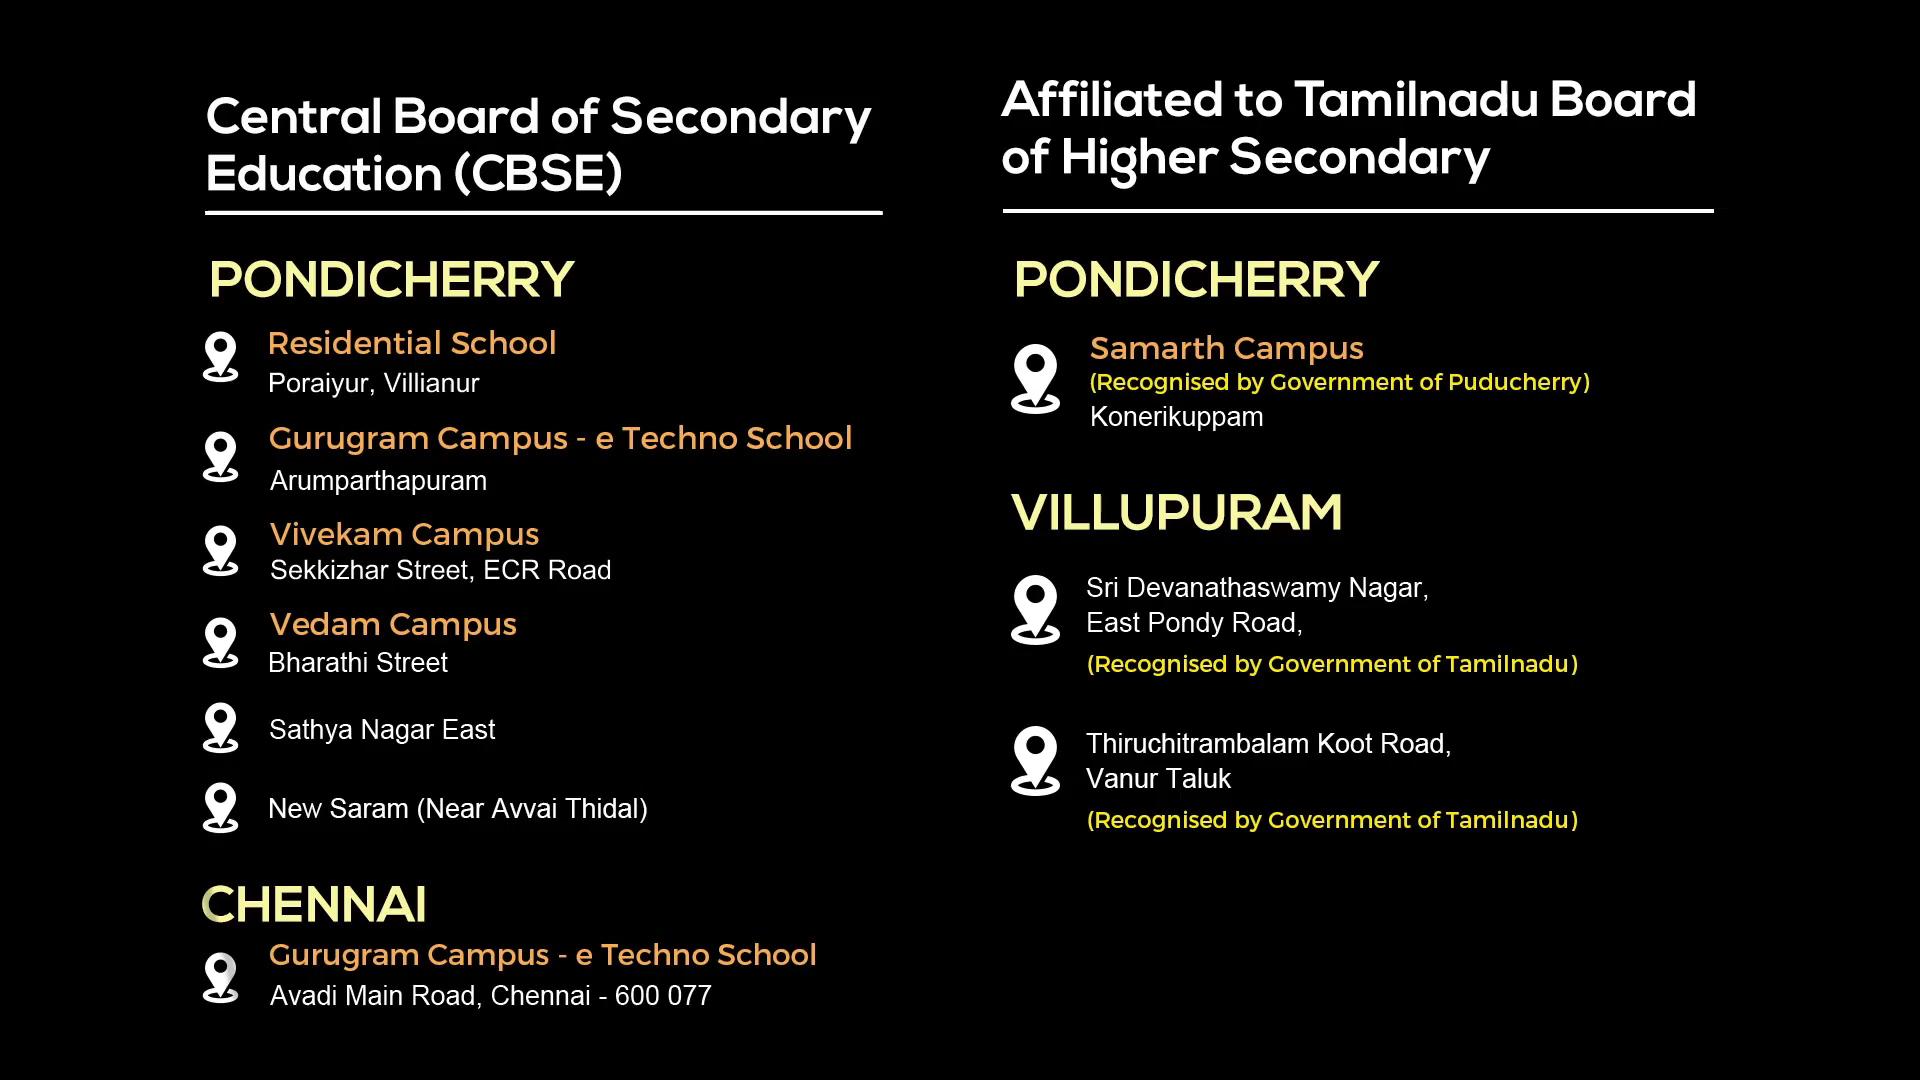 Central Board of Secondary
Education (CBSE)
PONDICHERRY
Residential School
Poraiyur, Villianur
Gurugram Campus - e Techno School
Arumparthapuram
Vivekam Campus
Sekkizhar Street, ECR Road
Vedam Campus
Bharathi Street
Sathya Nagar East
New Saram (Near Avvai Thidal)
CHENNAI
Gurugram Campus - e Techno School
Avadi Main Road, Chennai - 600 077
Affiliated to Tamilnadu Board
of Higher Secondary
PONDICHERRY
Samarth Campus
(Recognised by Government of Puducherry)
Konerikuppam
VILLUPURAM
Sri Devanathaswamy Nagar,
East Pondy Road,
(Recognised by Government of Tamilnadu)
Thiruchitrambalam Koot Road,
Vanur Taluk
(Recognised by Government of Tamilnadu)